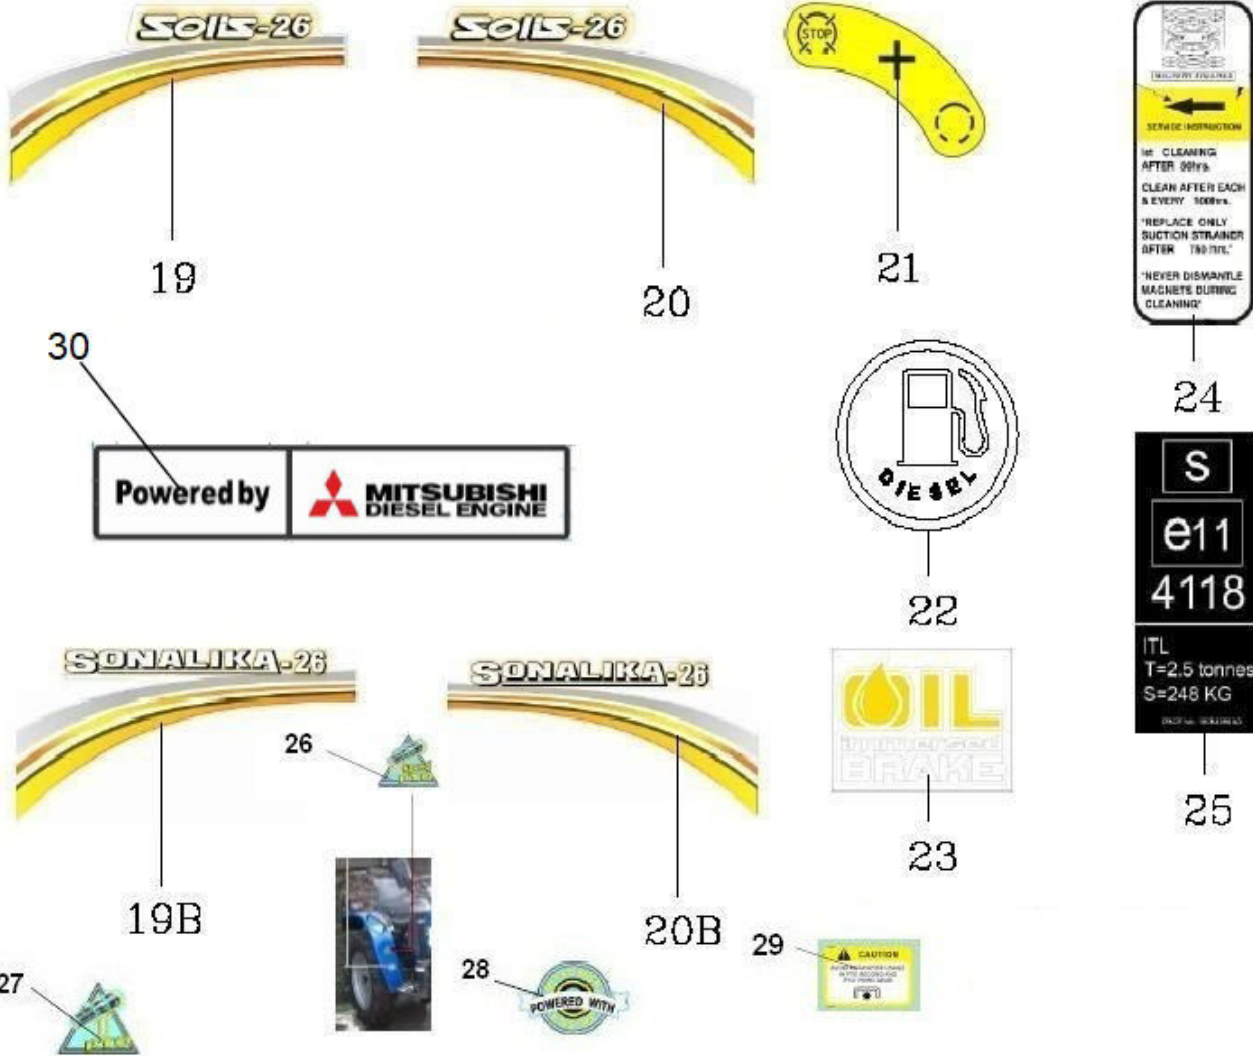 Solis-26
Solis-26
STOP
19
20
21
SERVICE INSTRUCTION
1st CLEANING
AFTER 50hrs.
CLEAN AFTER EACH
& EVERY
"REPLACE ONLY
SUCTION STRAINER
AFTER
"NEVER DISMANTLE
MAGNETS DURING
CLEANING"
24
30
Powered by
MITSUBISHI
DIESEL ENGINE
DIESEL
22
S
e11
4118
ITL
T=2.5 tonnes
S=248 KG
25
SONALIKA-26
SONALIKA-26
19B
20B
26
OIL
IMMERSED
BRAKE
23
27
28
POWERED WITH
29
CAUTION